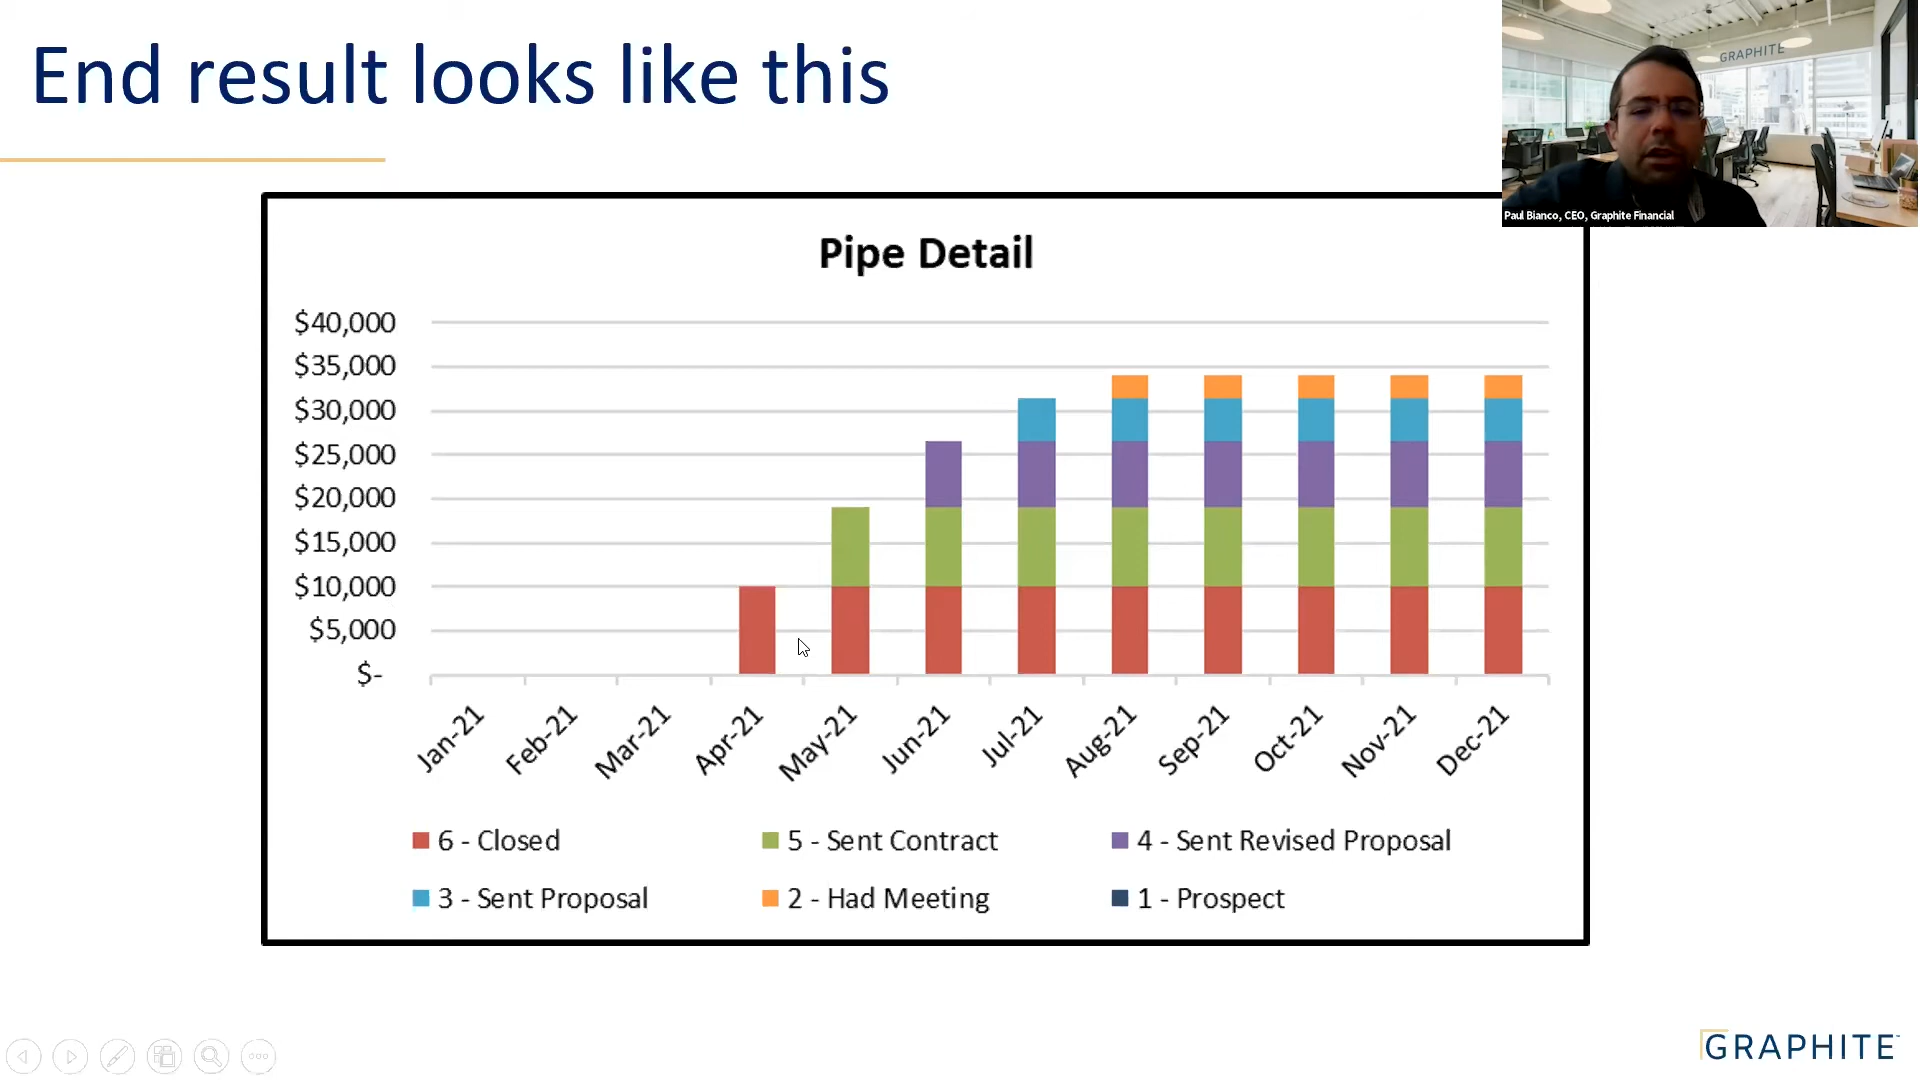 End result looks like this
GRAPHITE
Paul Bianco, CEO, Graphite Financial
Pipe Detail
$40,000
$35,000
$30,000
$25,000
$20,000
$15,000
$10,000
$5,000
$-
Jan-21 Feb-21 Mar-21 Apr-21 May-21 Jun-21 Jul-21 Aug-21 Sep-21 Oct-21 Nov-21 Dec-21
6 - Closed 5 - Sent Contract 4 - Sent Revised Proposal
3 - Sent Proposal 2 - Had Meeting 1 - Prospect
GRAPHITE